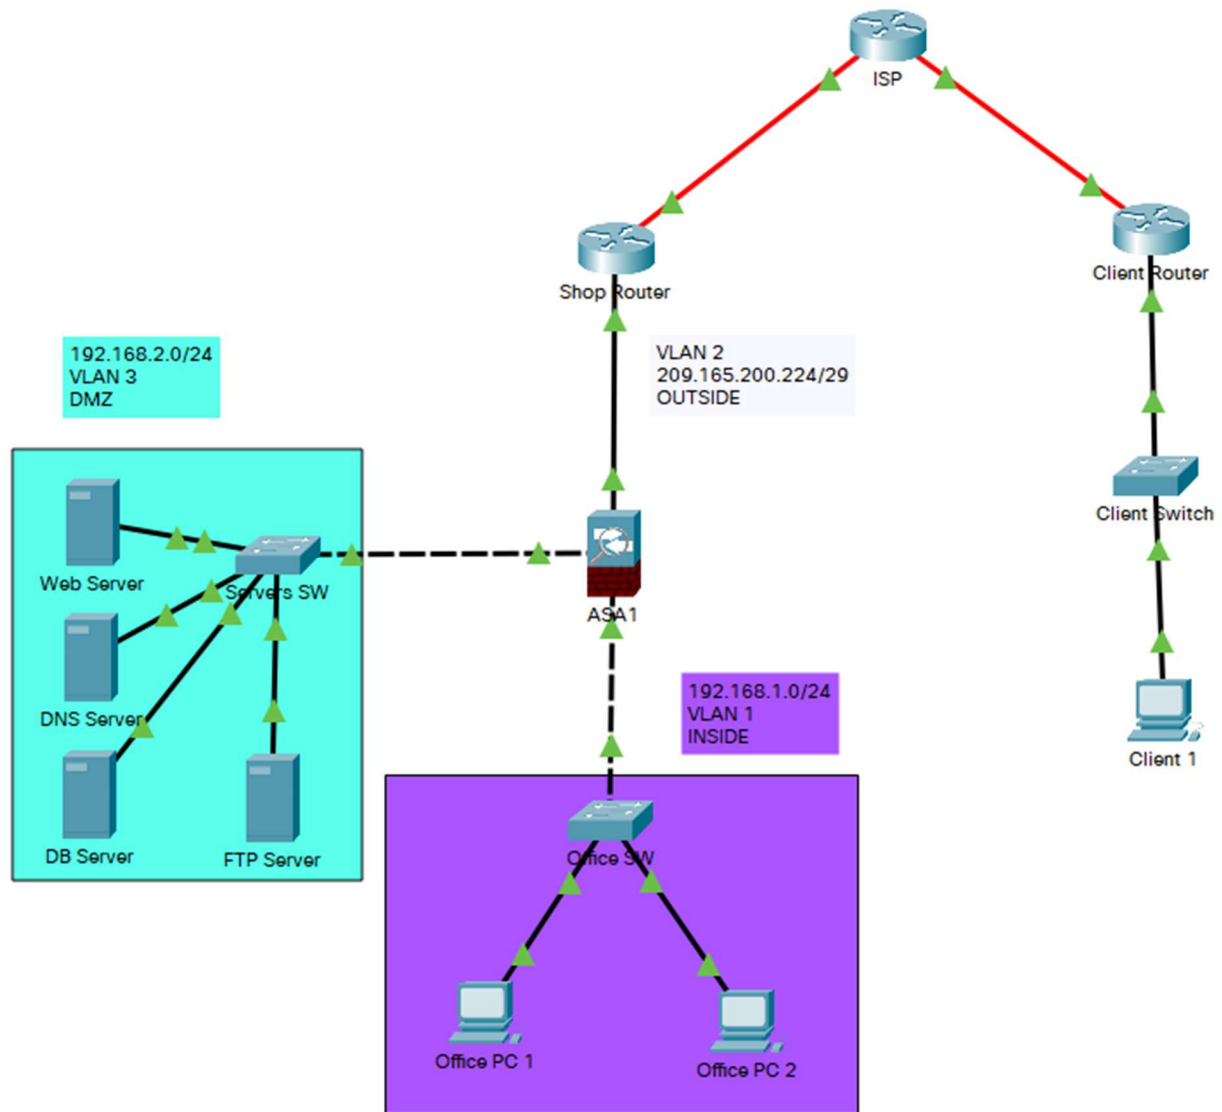 ISP
Shop Router
Client Router
192.168.2.0/24
VLAN 3
DMZ
VLAN 2
209.165.200.224/29
OUTSIDE
Web Server
Servers SW
ASA1
Client Switch
DNS Server
192.168.1.0/24
VLAN 1
INSIDE
Client 1
DB Server
FTP Server
Office SW
Office PC 1
Office PC 2